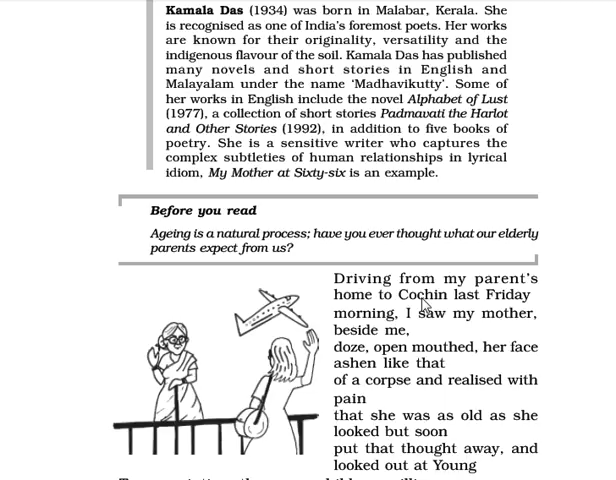 Kamala Das (1934) was born in Malabar, Kerala. She
is recognised as one of India's foremost poets. Her works
are known for their originality, versatility and the
indigenous flavour of the soil. Kamala Das has published
many novels and short stories in English and
Malayalam under the name 'Madhavikutty'. Some of
her works in English include the novel Alphabet of Lust
(1977), a collection of short stories Padmavati the Harlot
and Other Stories (1992), in addition to five books of
poetry. She is a sensitive writer who captures the
complex subtleties of human relationships in lyrical
idiom, My Mother at Sixty-six is an example.
Before you read
Ageing is a natural process; have you ever thought what our elderly
parents expect from us?
Driving from my parent's
home to Cochin last Friday
morning, I saw my mother,
beside me,
doze, open mouthed, her face
ashen like that
of a corpse and realised with
pain
that she was as old as she
looked but soon
put that thought away, and
looked out at Young